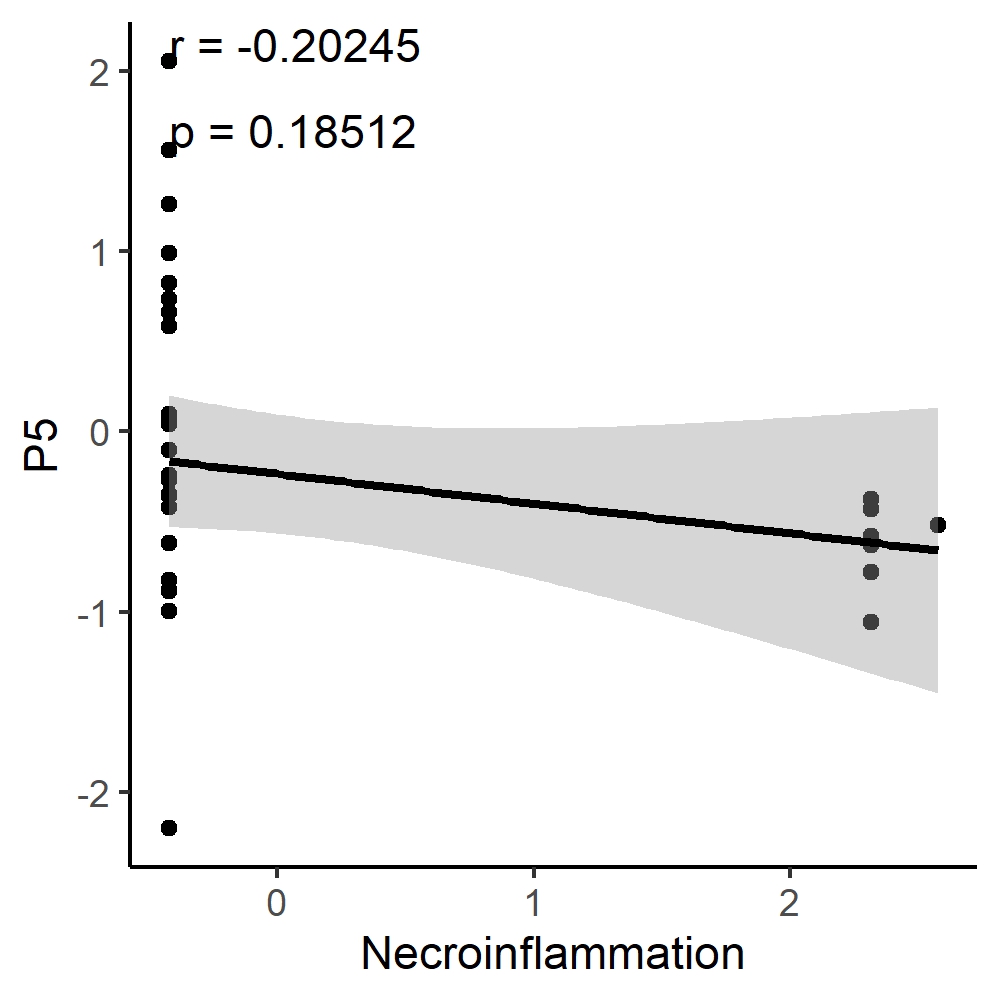 r = -0.20245
p = 0.18512
2
1
0
-1
-2
P5
0
1
2
Necroinflammation